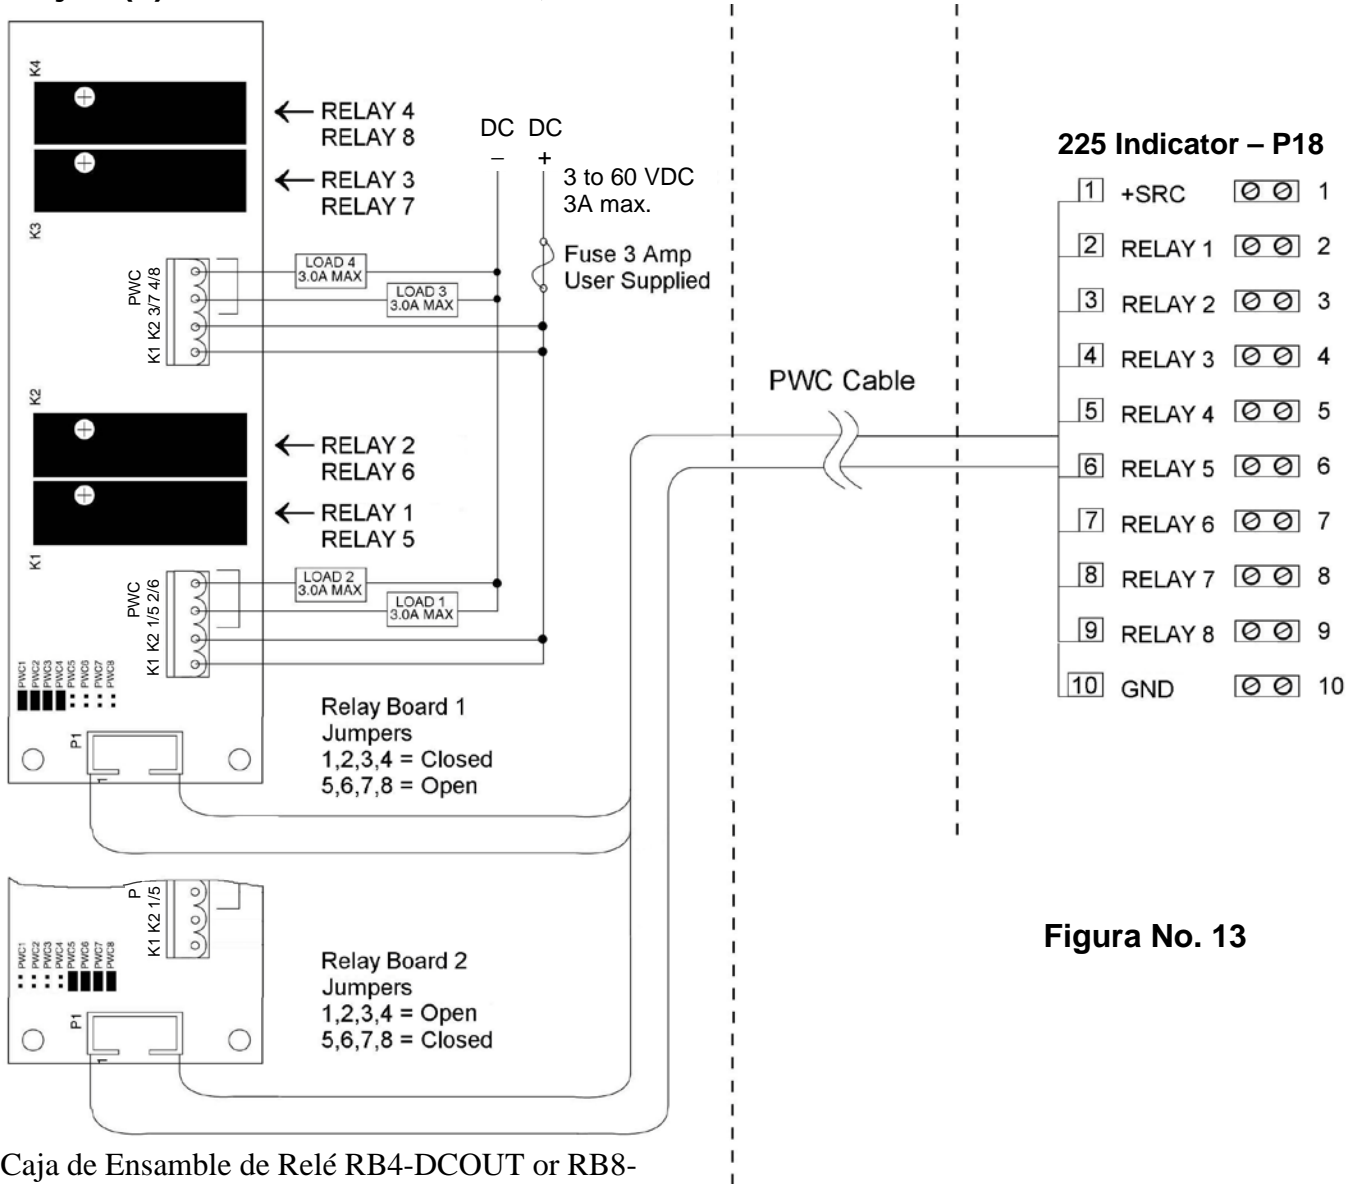 K4
RELAY 4
RELAY 8
RELAY 3
RELAY 7
K3
DC DC
– +
3 to 60 VDC
3A max.
Fuse 3 Amp
User Supplied
LOAD 4
3.0A MAX
LOAD 3
3.0A MAX
PWC
K1 K2 3/7 4/8
K2
RELAY 2
RELAY 6
RELAY 1
RELAY 5
K1
LOAD 2
3.0A MAX
LOAD 1
3.0A MAX
PWC
K1 K2 1/5 2/6
PWC1
PWC2
PWC3
PWC4
PWC5
PWC6
PWC7
PWC8
P1
1
Relay Board 1
Jumpers
1,2,3,4 = Closed
5,6,7,8 = Open
P
K1 K2 1/5
PWC1
PWC2
PWC3
PWC4
PWC5
PWC6
PWC7
PWC8
P1
1
Relay Board 2
Jumpers
1,2,3,4 = Open
5,6,7,8 = Closed
PWC Cable
225 Indicator – P18
1 +SRC 1
2 RELAY 1 2
3 RELAY 2 3
4 RELAY 3 4
5 RELAY 4 5
6 RELAY 5 6
7 RELAY 6 7
8 RELAY 7 8
9 RELAY 8 9
10 GND 10
Figura No. 13
Caja de Ensamble de Relé RB4-DCOUT or RB8-